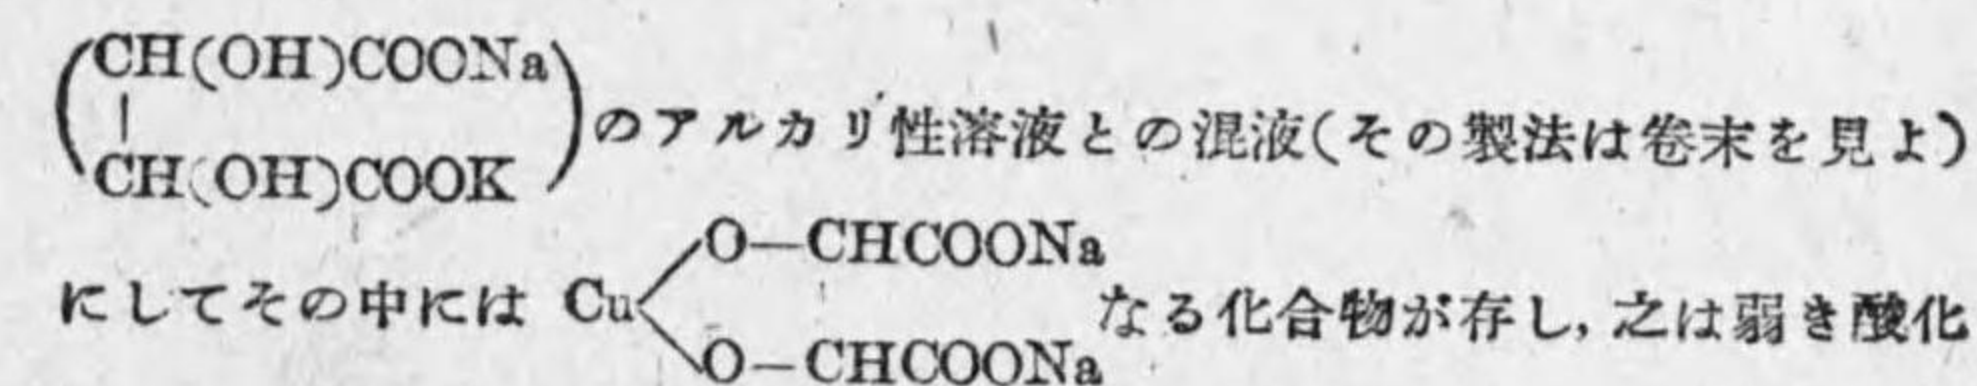 CH(OH)COONa
|
CH(OH)COOK
のアルカリ性溶液との混液(その製法は巻末を見よ)
O—CHCOONa
にしてその中には Cu なる化合物が存し,之は弱き酸化
O—CHCOONa